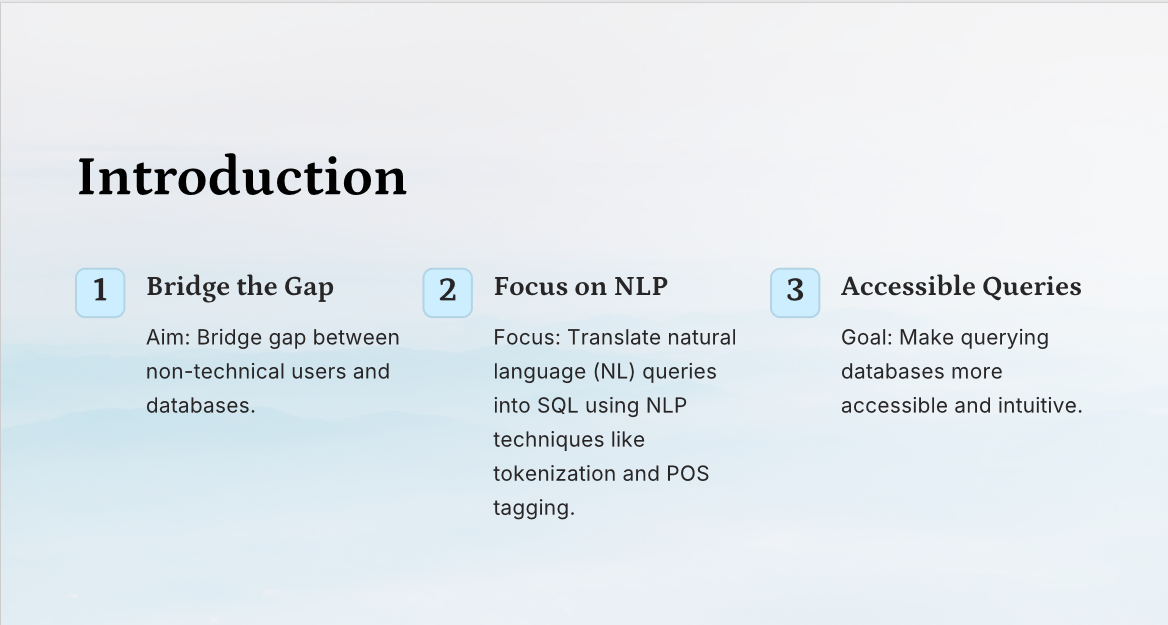 Introduction
1
Bridge the Gap
Aim: Bridge gap between
non-technical users and
databases.
2
Focus on NLP
Focus: Translate natural
language (NL) queries
into SQL using NLP
techniques like
tokenization and POS
tagging.
3
Accessible Queries
Goal: Make querying
databases more
accessible and intuitive.